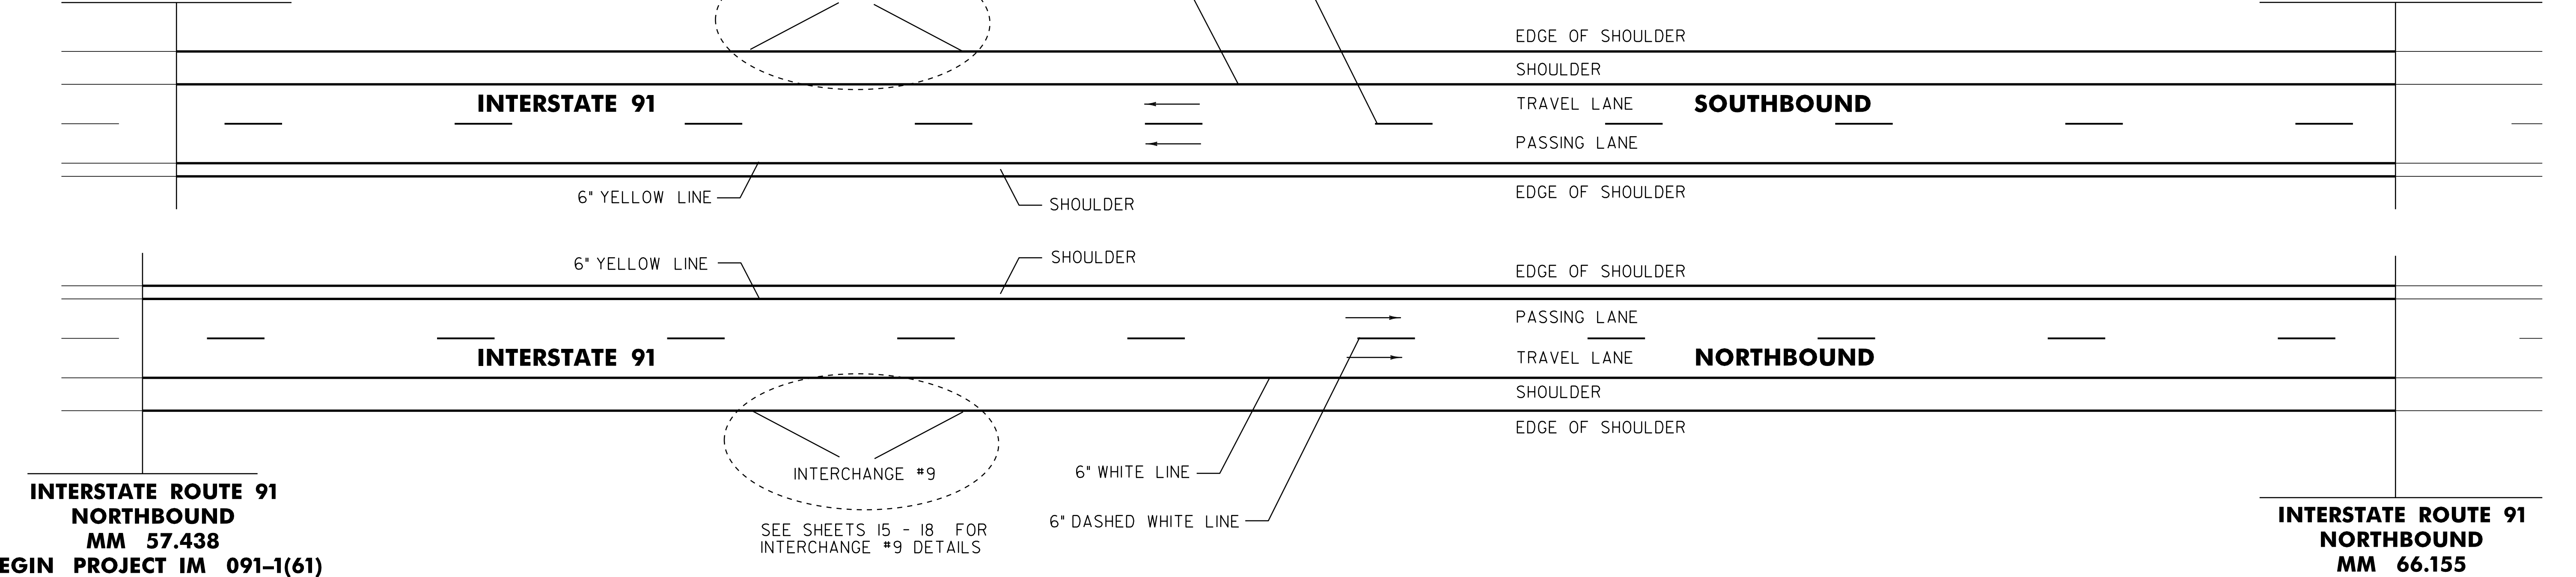 EDGE OF SHOULDER
SHOULDER
INTERSTATE 91
TRAVEL LANE
SOUTHBOUND
PASSING LANE
6" YELLOW LINE
SHOULDER
EDGE OF SHOULDER
6" YELLOW LINE
SHOULDER
EDGE OF SHOULDER
PASSING LANE
INTERSTATE 91
TRAVEL LANE
NORTHBOUND
SHOULDER
EDGE OF SHOULDER
INTERCHANGE #9
6" WHITE LINE
6" DASHED WHITE LINE
SEE SHEETS 15 - 18 FOR
INTERCHANGE #9 DETAILS
INTERSTATE ROUTE 91
NORTHBOUND
MM 57.438
EGIN PROJECT IM 091-1(61)
INTERSTATE ROUTE 91
NORTHBOUND
MM 66.155